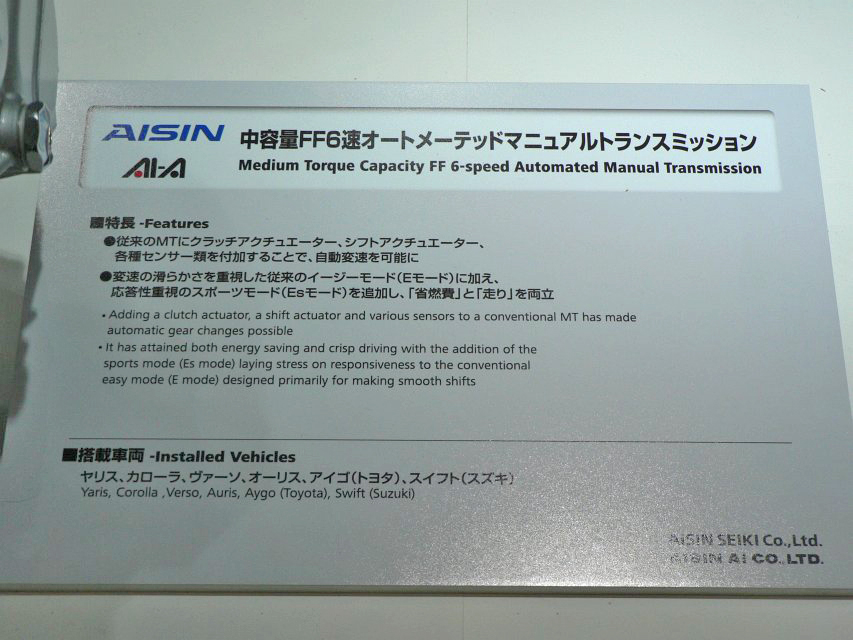 AISIN
AI-A
中容量FF6速オートメーテッドマニュアルトランスミッション
Medium Torque Capacity FF 6-speed Automated Manual Transmission
■特長 -Features
●従来のMTにクラッチアクチュエーター、シフトアクチュエーター、
各種センサー類を付加することで、自動変速を可能に
●変速の滑らかさを重視した従来のイージーモード(Eモード)に加え、
応答性重視のスポーツモード(Esモード)を追加し、「省燃費」と「走り」を両立
・Adding a clutch actuator, a shift actuator and various sensors to a conventional MT has made
automatic gear changes possible
・It has attained both energy saving and crisp driving with the addition of the
sports mode (Es mode) laying stress on responsiveness to the conventional
easy mode (E mode) designed primarily for making smooth shifts
■搭載車両 -Installed Vehicles
ヤリス、カローラ、ヴァーソ、オーリス、アイゴ(トヨタ)、スイフト(スズキ)
Yaris, Corolla ,Verso, Auris, Aygo (Toyota), Swift (Suzuki)
AISIN SEIKI Co.,Ltd.
AISIN AI CO.,LTD.